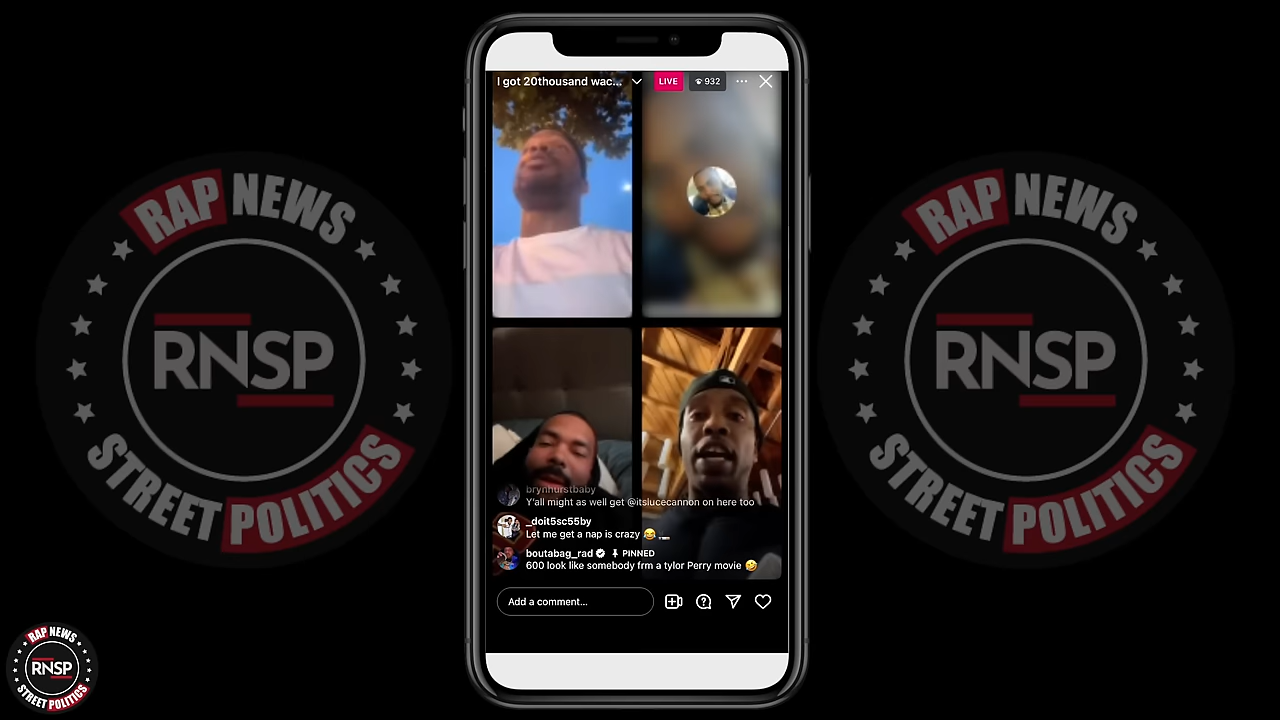 I got 20thousand wac...
LIVE
932
brynhurstbaby
Y'all might as well get @itslucecannon on here too
_doit5sc55by
Let me get a nap is crazy 😂🚬
boutabag_rad PINNED
600 look like somebody frm a tylor Perry movie 🤣
Add a comment...
RAP NEWS
RNSP
STREET POLITICS
RAP NEWS
RNSP
STREET POLITICS
RAP NEWS
RNSP
STREET POLITICS